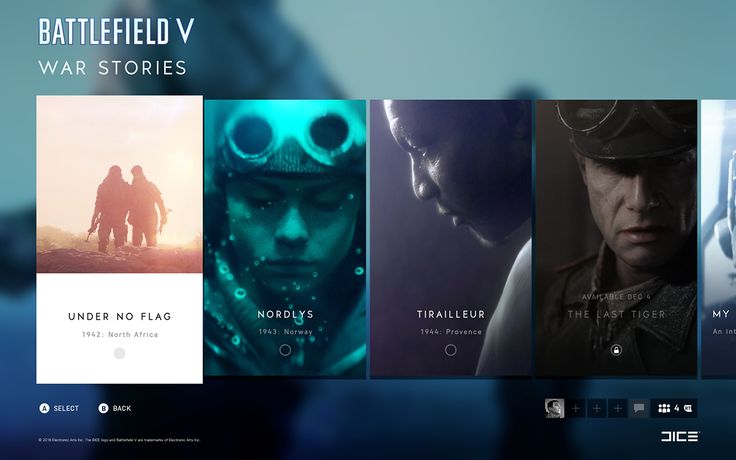 BATTLEFIELD V
WAR STORIES
UNDER NO FLAG
1942: North Africa
NORDLYS
1943: Norway
TIRAILLEUR
1944: Provence
AVAILABLE DEC 4
THE LAST TIGER
MY
An int
A SELECT
B BACK
4
© 2018 Electronic Arts Inc. The DICE logo and Battlefield V are trademarks of Electronic Arts Inc.
DICE